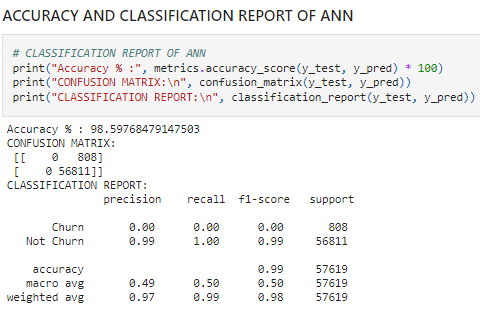 ACCURACY AND CLASSIFICATION REPORT OF ANN
# CLASSIFICATION REPORT OF ANN
print("Accuracy % :", metrics.accuracy_score(y_test, y_pred) * 100)
print("CONFUSION MATRIX:\n", confusion_matrix(y_test, y_pred))
print("CLASSIFICATION REPORT:\n", classification_report(y_test, y_pred))
Accuracy % : 98.59768479147503
CONFUSION MATRIX:
[[    0   808]
[    0 56811]]
CLASSIFICATION REPORT:
precision    recall  f1-score   support
Churn       0.00      0.00      0.00       808
Not Churn       0.99      1.00      0.99     56811
accuracy                           0.99     57619
macro avg       0.49      0.50      0.50     57619
weighted avg       0.97      0.99      0.98     57619